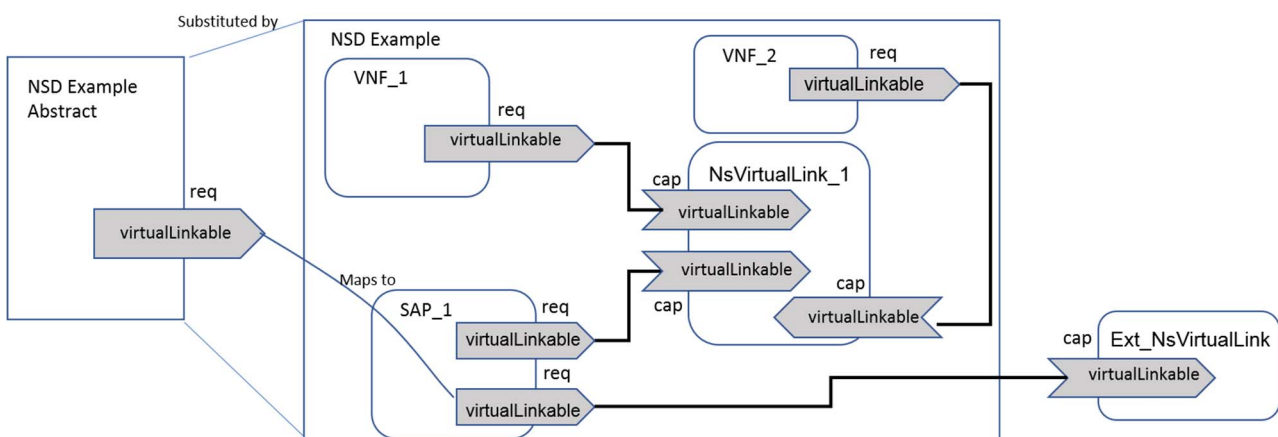 Substituted by
NSD Example
Abstract
req
virtualLinkable
NSD Example
VNF_1
req
virtualLinkable
VNF_2
req
virtualLinkable
cap
NsVirtualLink_1
virtualLinkable
virtualLinkable
cap
cap
virtualLinkable
Maps to
SAP_1
req
virtualLinkable
req
virtualLinkable
cap
Ext_NsVirtualLink
virtualLinkable